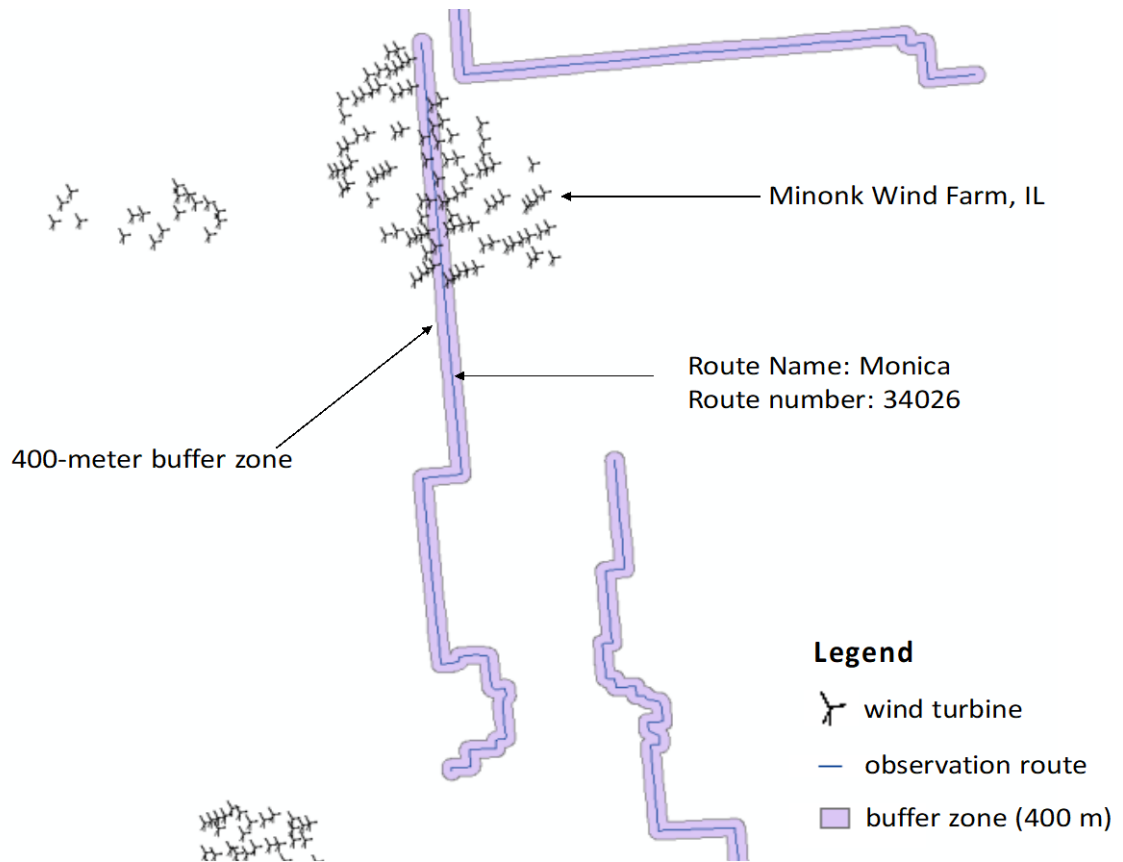 Minonk Wind Farm, IL
Route Name: Monica
Route number: 34026
400-meter buffer zone
Legend
wind turbine
observation route
buffer zone (400 m)